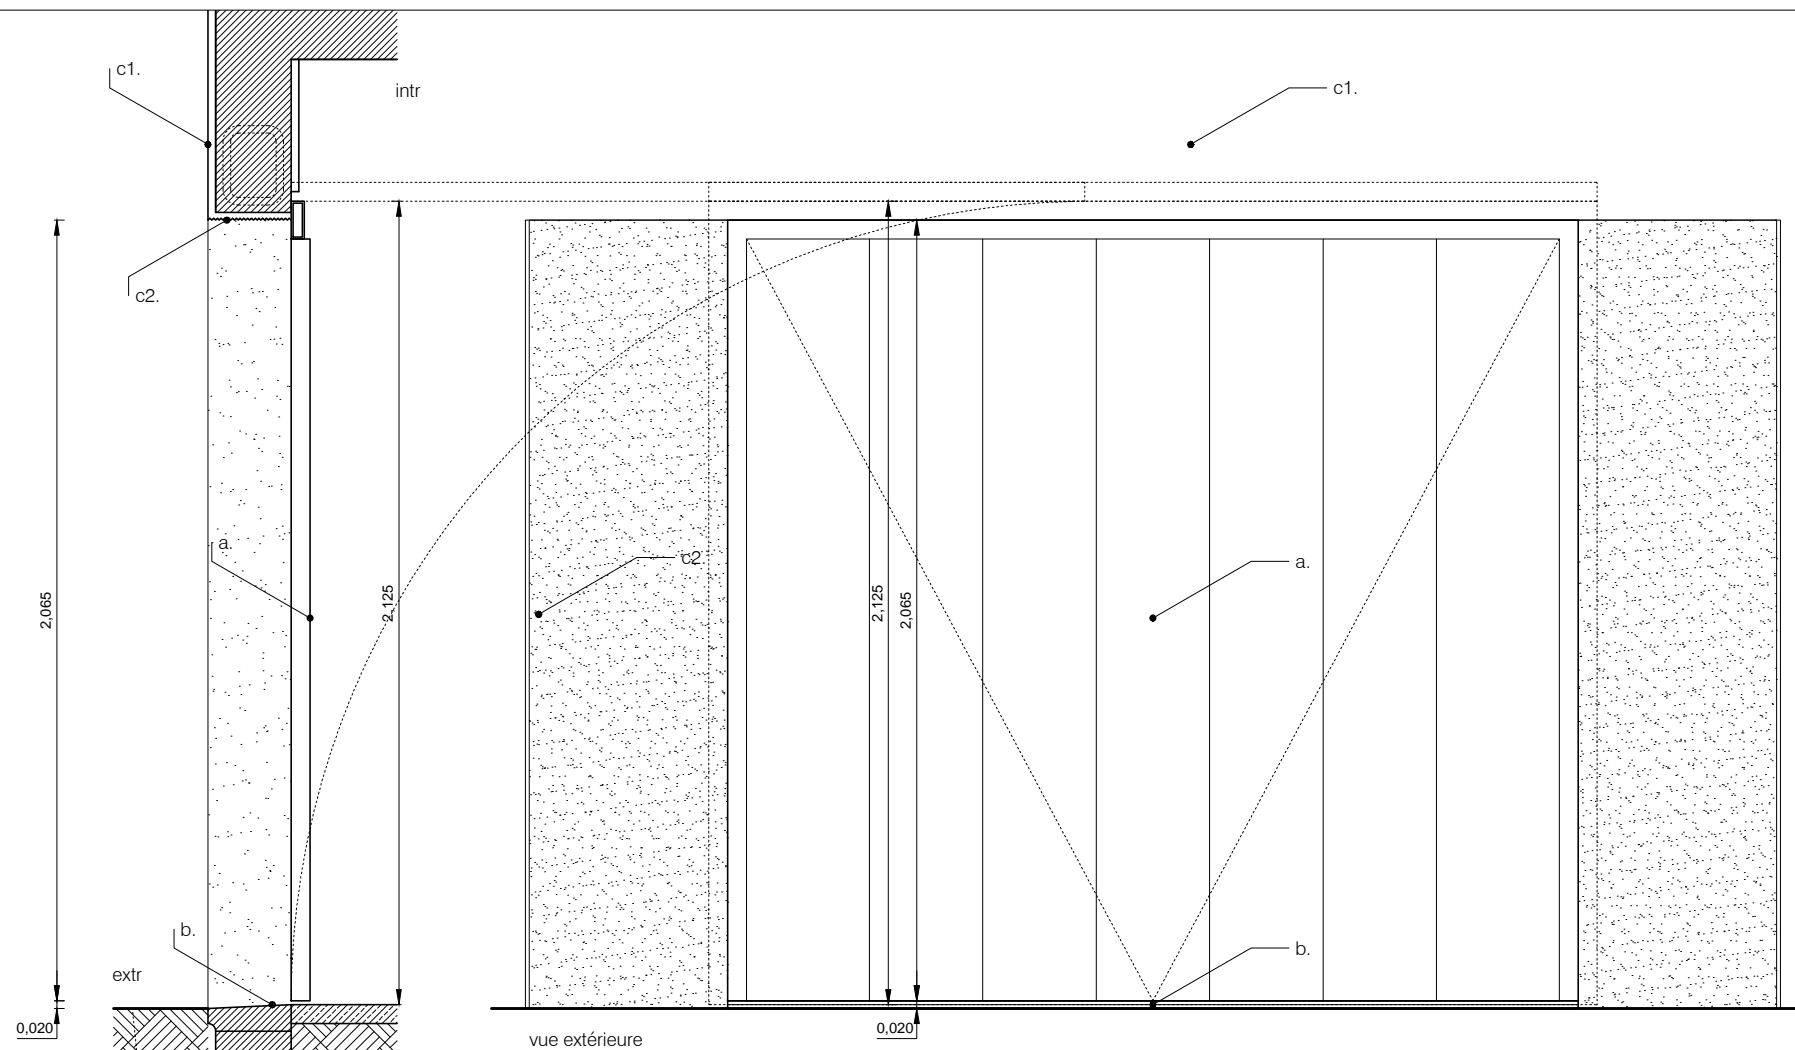 c1.
intr
c1.
c2.
a.
c2
a.
2,065
2,125
2,125
2,065
b.
b.
extr
0,020
0,020
vue extérieure